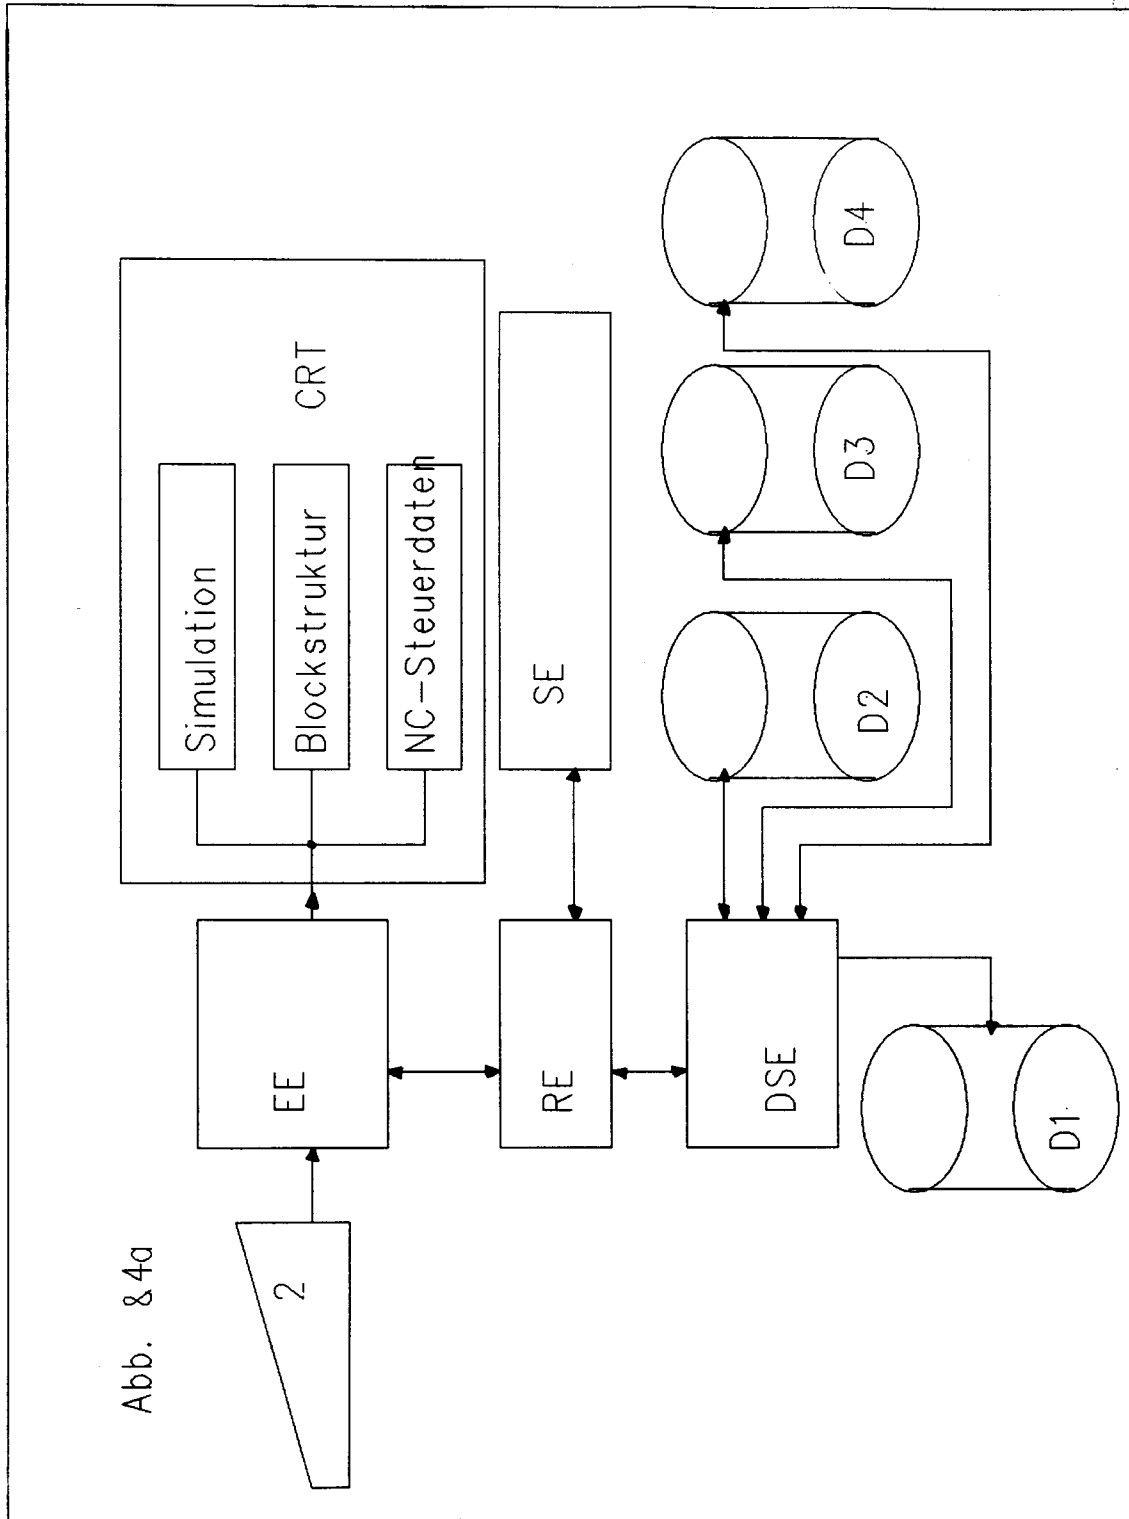 Abb. &4a
2
EE
Simulation
Blockstruktur
NC-Steuerdaten
CRT
RE
SE
DSE
D1
D2
D3
D4